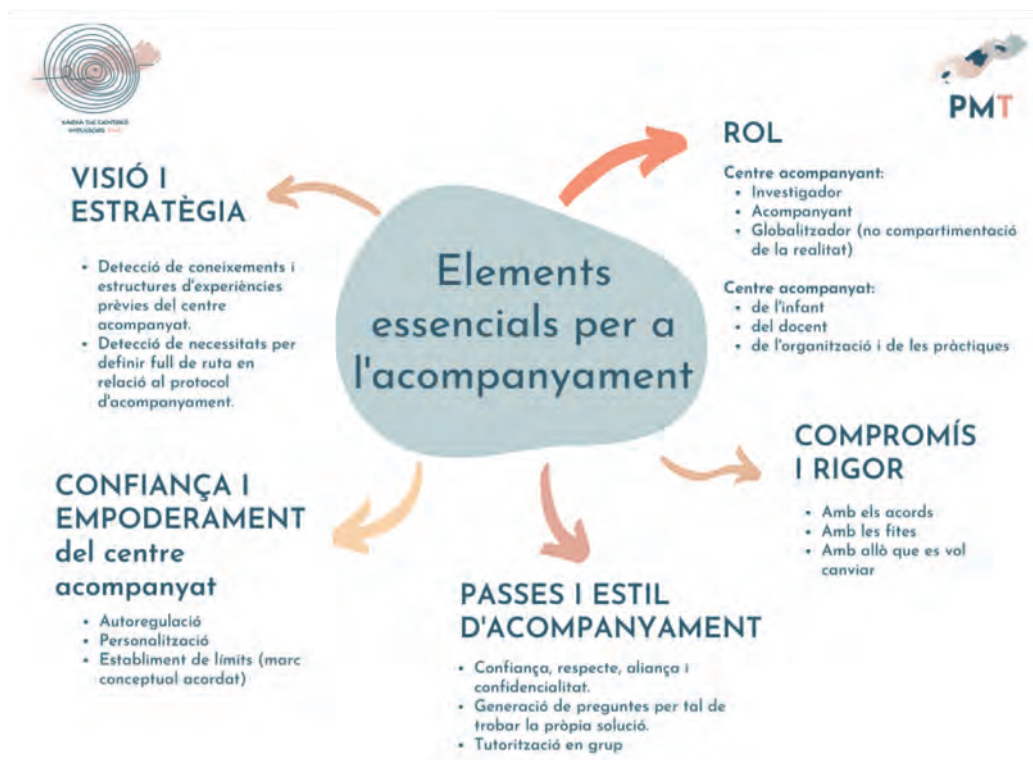 XARXA DE CENTRES
PMT
VISIÓ I
ESTRATÈGIA
• Detecció de coneixements i
estructures d'experiències
prèvies del centre
acompanyat.
• Detecció de necessitats per
definir full de ruta en
relació al protocol
d'acompanyament.
Elements
essencials per a
l'acompanyament
ROL
Centre acompanyant:
• Investigador
• Acompanyant
• Globalitzador (no compartimentació
de la realitat)
Centre acompanyat:
• de l'infant
• del docent
• de l'organització i de les pràctiques
COMPROMÍS
I RIGOR
• Amb els acords
• Amb les fites
• Amb allò que es vol
canviar
CONFIANÇA I
EMPODERAMENT
del centre
acompanyat
• Autoregulació
• Personalització
• Establiment de límits (marc
conceptual acordat)
PASSES I ESTIL
D'ACOMPANYAMENT
• Confiança, respecte, aliança i
confidencialitat.
• Generació de preguntes per tal de
trobar la pròpia solució.
• Tutorització en grup